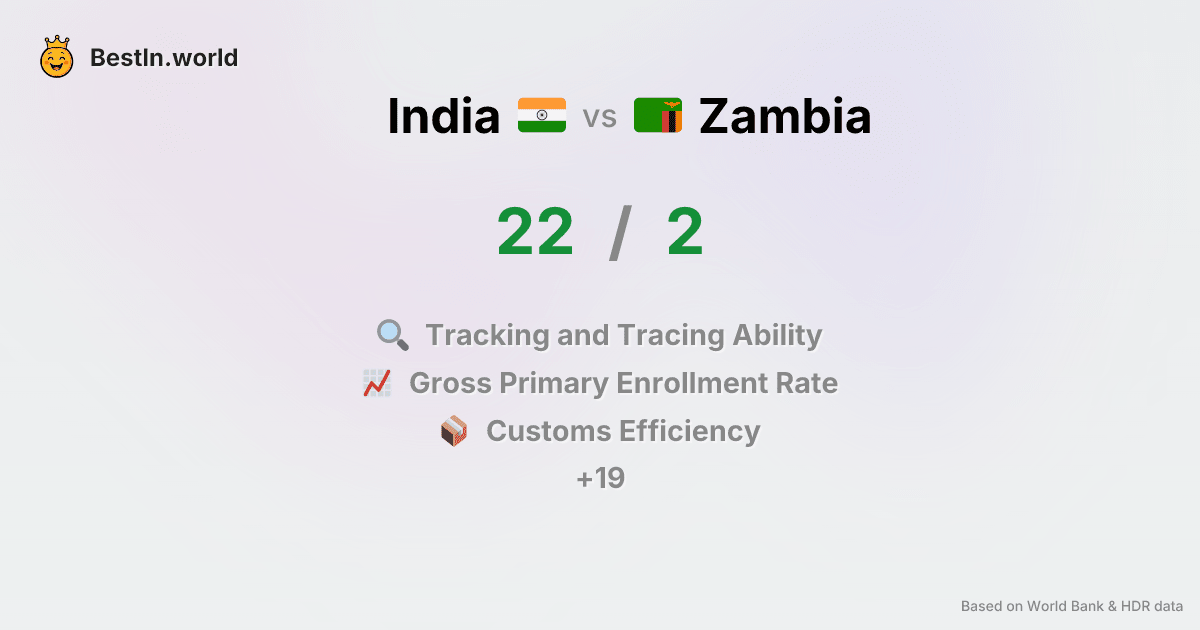 BestIn.world
India vs Zambia
22 / 2
Tracking and Tracing Ability
Gross Primary Enrollment Rate
Customs Efficiency
+19
Based on World Bank & HDR data